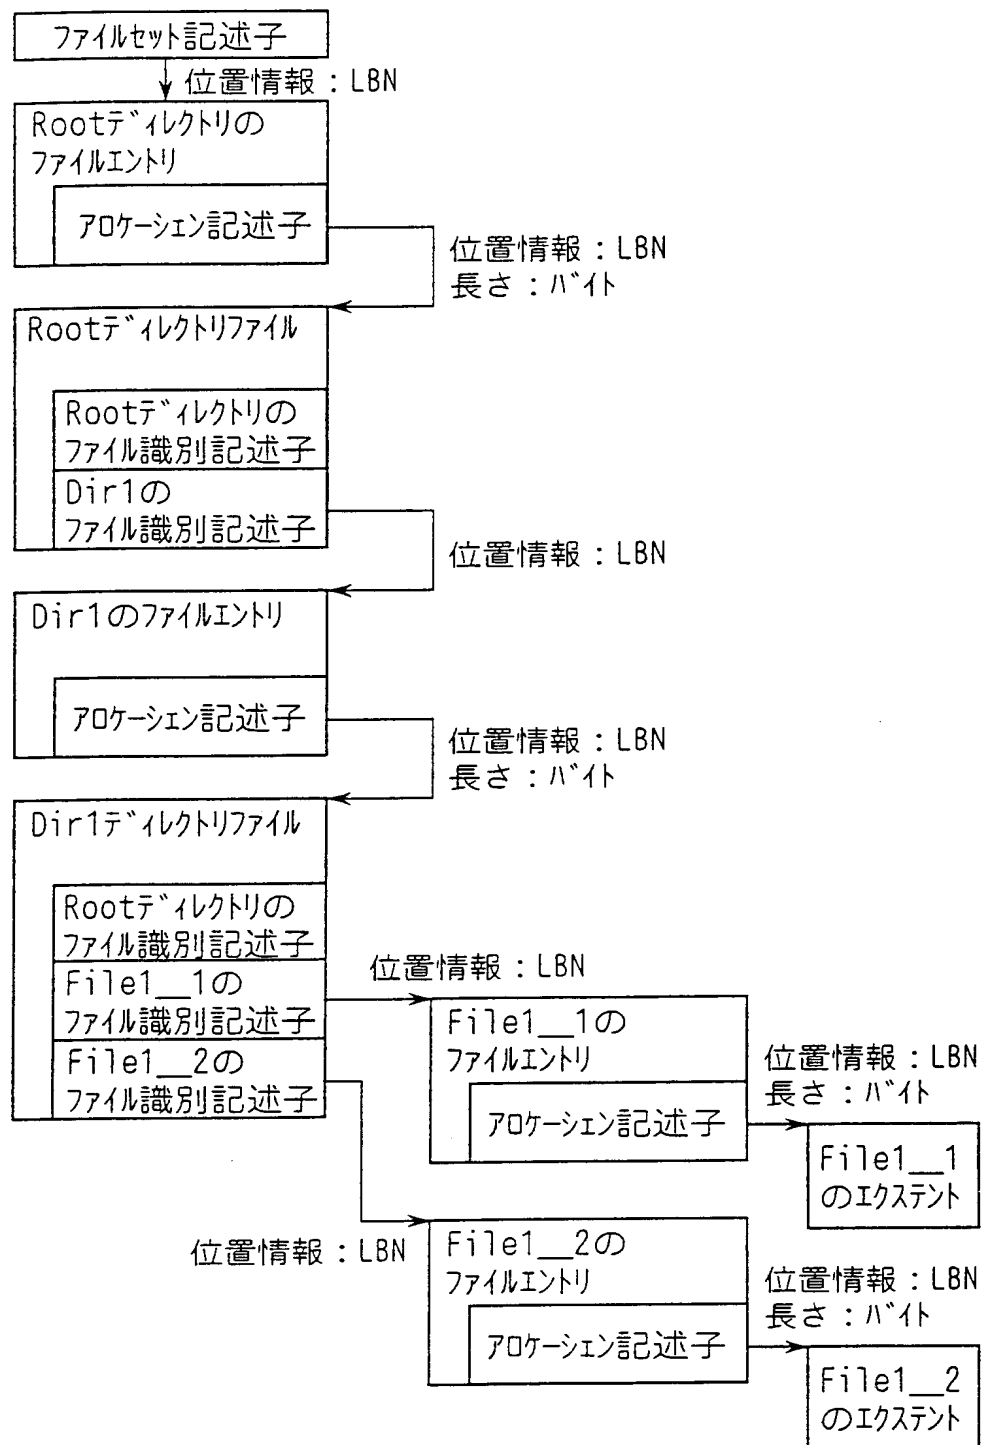 ファイルセット記述子
位置情報：LBN
Rootディレクトリの
ファイルエントリ
アロケーシェン記述子
位置情報：LBN
長さ：バイト
Rootディレクトリファイル
Rootディレクトリの
ファイル識別記述子
Dir1の
ファイル識別記述子
位置情報：LBN
Dir1のファイルエントリ
アロケーシェン記述子
位置情報：LBN
長さ：バイト
Dir1ディレクトリファイル
Rootディレクトリの
ファイル識別記述子
File1__1の
ファイル識別記述子
File1__2の
ファイル識別記述子
位置情報：LBN
File1__1の
ファイルエントリ
アロケーシェン記述子
位置情報：LBN
長さ：バイト
File1__1
のエクステント
位置情報：LBN
File1__2の
ファイルエントリ
アロケーシェン記述子
位置情報：LBN
長さ：バイト
File1__2
のエクステント